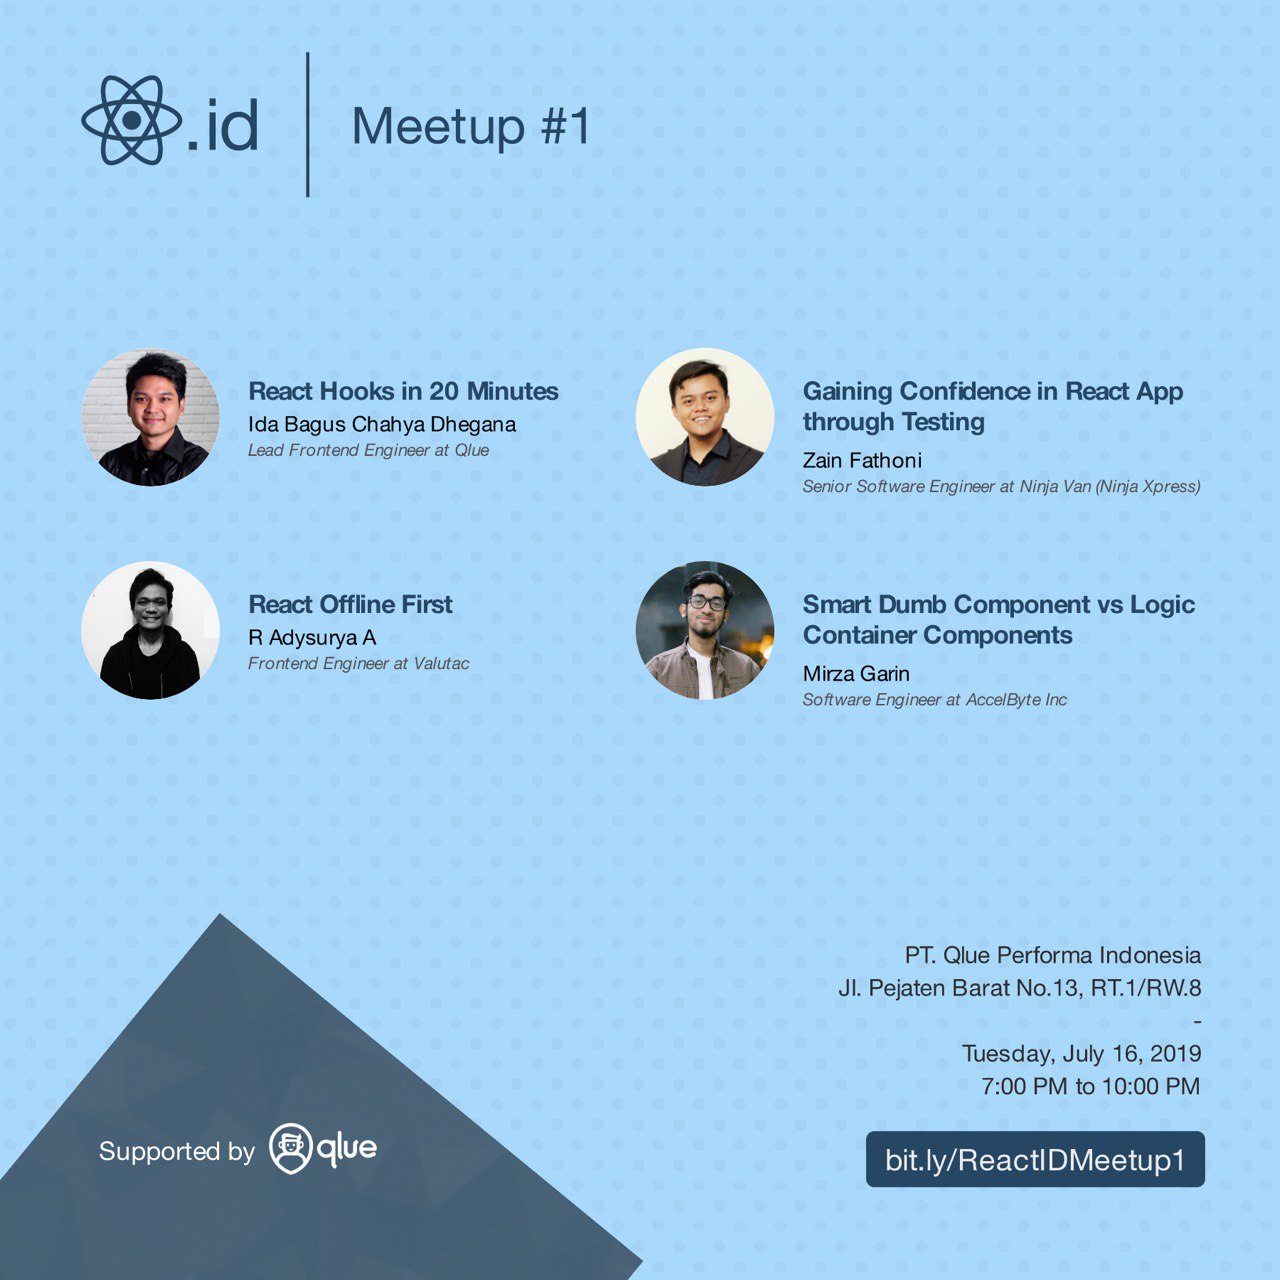 .id
Meetup #1
React Hooks in 20 Minutes
Ida Bagus Chahya Dhegana
Lead Frontend Engineer at Qlue
Gaining Confidence in React App
through Testing
Zain Fathoni
Senior Software Engineer at Ninja Van (Ninja Xpress)
React Offline First
R Adysurya A
Frontend Engineer at Valutac
Smart Dumb Component vs Logic
Container Components
Mirza Garin
Software Engineer at AccelByte Inc
PT. Qlue Performa Indonesia
Jl. Pejaten Barat No.13, RT.1/RW.8
-
Tuesday, July 16, 2019
7:00 PM to 10:00 PM
Supported by qlue
bit.ly/ReactIDMeetup1